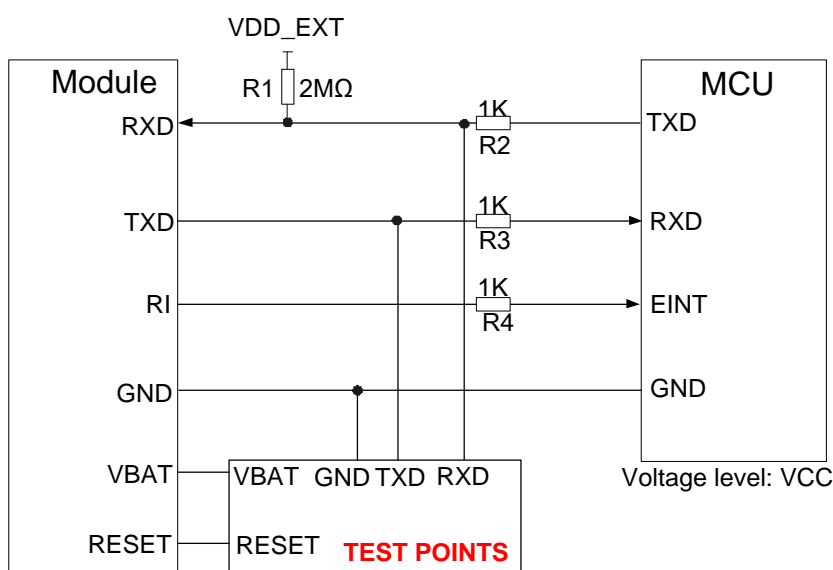 VDD_EXT
Module
MCU
R1 2MΩ
1K
RXD
TXD
R2
1K
TXD
RXD
R3
1K
RI
EINT
R4
GND
GND
VBAT
VBAT GND TXD RXD
Voltage level: VCC
RESET
RESET
TEST POINTS